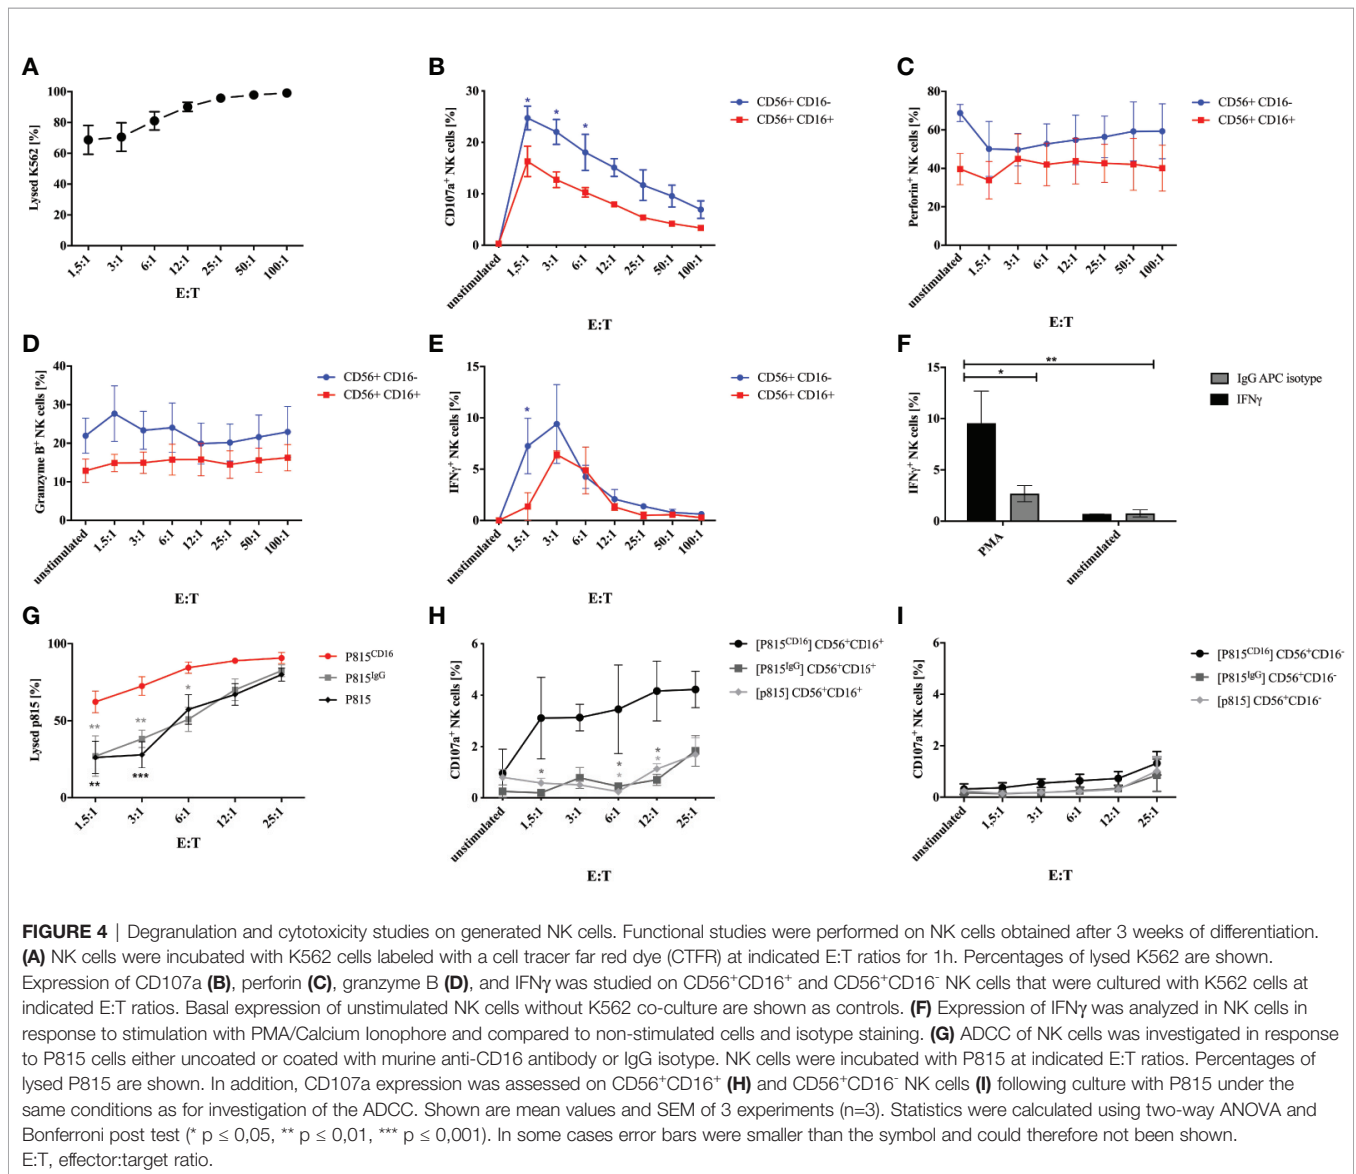 A
Lysed K562 [%]
100
80
60
40
20
0
1,5:1
3:1
6:1
12:1
25:1
50:1
100:1
E:T
B
CD107a+ NK cells [%]
30
20
10
0
*
*
*
CD56+ CD16-
CD56+ CD16+
unstimulated
1,5:1
3:1
6:1
12:1
25:1
50:1
100:1
E:T
C
Perforin+ NK cells [%]
80
60
40
20
0
CD56+ CD16-
CD56+ CD16+
unstimulated
1.5:1
3:1
6:1
12:1
25:1
50:1
100:1
E:T
D
Granzyme B+ NK cells [%]
40
30
20
10
0
CD56+ CD16-
CD56+ CD16+
unstimulated
1.5:1
3:1
6:1
12:1
25:1
50:1
100:1
E:T
E
IFNγ+ NK cells [%]
15
10
5
0
*
CD56+ CD16-
CD56+ CD16+
unstimulated
1.5:1
3:1
6:1
12:1
25:1
50:1
100:1
E:T
F
IFNγ+ NK cells [%]
15
10
5
0
**
*
IgG APC isotype
IFNγ
PMA
unstimulated
G
Lysed p815 [%]
100
50
0
**
**
*
**
***
P815CD16
P815IgG
P815
1.5:1
3:1
6:1
12:1
25:1
E:T
H
CD107a+ NK cells [%]
6
4
2
0
*
*
*
*
*
[P815CD16] CD56+CD16+
[P815IgG] CD56+CD16+
[p815] CD56+CD16+
unstimulated
1,5:1
3:1
6:1
12:1
25:1
E:T
I
CD107a+ NK cells [%]
6
4
2
0
[P815CD16] CD56+CD16-
[P815IgG] CD56+CD16-
[p815] CD56+CD16-
unstimulated
1,5:1
3:1
6:1
12:1
25:1
E:T
FIGURE 4 | Degranulation and cytotoxicity studies on generated NK cells. Functional studies were performed on NK cells obtained after 3 weeks of differentiation.
(A) NK cells were incubated with K562 cells labeled with a cell tracer far red dye (CTFR) at indicated E:T ratios for 1h. Percentages of lysed K562 are shown.
Expression of CD107a (B), perforin (C), granzyme B (D), and IFNγ was studied on CD56+CD16+ and CD56+CD16- NK cells that were cultured with K562 cells at
indicated E:T ratios. Basal expression of unstimulated NK cells without K562 co-culture are shown as controls. (F) Expression of IFNγ was analyzed in NK cells in
response to stimulation with PMA/Calcium Ionophore and compared to non-stimulated cells and isotype staining. (G) ADCC of NK cells was investigated in response
to P815 cells either uncoated or coated with murine anti-CD16 antibody or IgG isotype. NK cells were incubated with P815 at indicated E:T ratios. Percentages of
lysed P815 are shown. In addition, CD107a expression was assessed on CD56+CD16+ (H) and CD56+CD16- NK cells (I) following culture with P815 under the
same conditions as for investigation of the ADCC. Shown are mean values and SEM of 3 experiments (n=3). Statistics were calculated using two-way ANOVA and
Bonferroni post test (* p ≤ 0,05, ** p ≤ 0,01, *** p ≤ 0,001). In some cases error bars were smaller than the symbol and could therefore not been shown.
E:T, effector:target ratio.